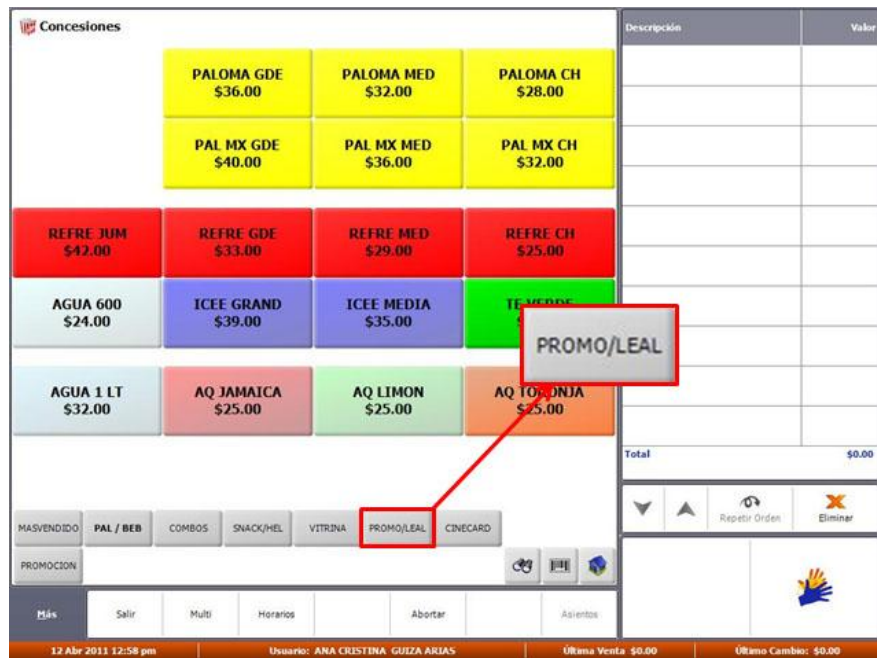 Concesiones
Descripción Valor
PALOMA GDE PALOMA MED PALOMA CH
$36.00 $32.00 $28.00
PAL MX GDE PAL MX MED PAL MX CH
$40.00 $36.00 $32.00
REFRE JUM REFRE GDE REFRE MED REFRE CH
$42.00 $33.00 $29.00 $25.00
AGUA 600 ICEE GRAND ICEE MEDIA TE VERDE
$24.00 $39.00 $35.00
PROMO/LEAL
AGUA 1 LT AQ JAMAICA AQ LIMON AQ TORONJA
$32.00 $25.00 $25.00 $25.00
Total $0.00
MASVENDIDO PAL / BEB COMBOS SNACK/HEL VITRINA PROMO/LEAL CINECARD
Repetir Orden Eliminar
PROMOCION
Más Salir Multi Horarios Abortar Asientos
12 Abr 2011 12:58 pm Usuario: ANA CRISTINA GUIZA ARIAS Última Venta $0.00 Último Cambio: $0.00